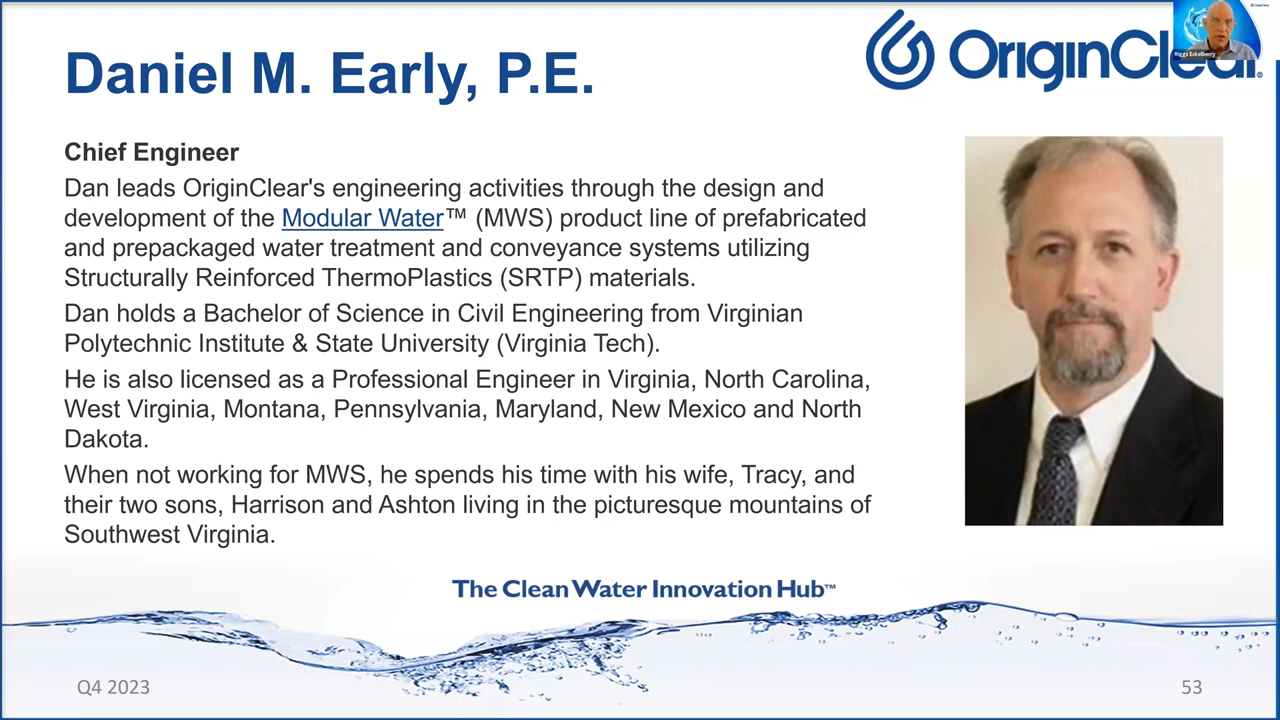 Daniel M. Early, P.E.
OriginClear®
OriginClear
Riggs Eckelberry
Chief Engineer
Dan leads OriginClear's engineering activities through the design and
development of the Modular Water™ (MWS) product line of prefabricated
and prepackaged water treatment and conveyance systems utilizing
Structurally Reinforced ThermoPlastics (SRTP) materials.
Dan holds a Bachelor of Science in Civil Engineering from Virginian
Polytechnic Institute & State University (Virginia Tech).
He is also licensed as a Professional Engineer in Virginia, North Carolina,
West Virginia, Montana, Pennsylvania, Maryland, New Mexico and North
Dakota.
When not working for MWS, he spends his time with his wife, Tracy, and
their two sons, Harrison and Ashton living in the picturesque mountains of
Southwest Virginia.
The Clean Water Innovation Hub™
Q4 2023
53